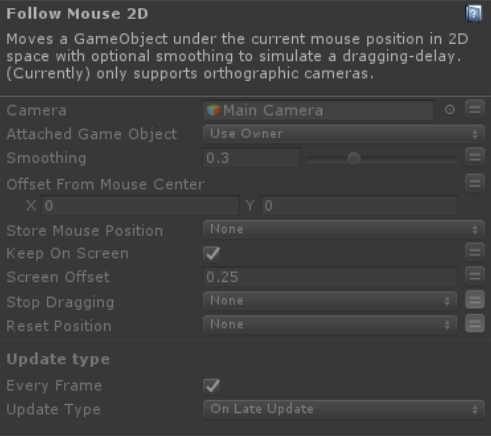 Follow Mouse 2D
Moves a GameObject under the current mouse position in 2D
space with optional smoothing to simulate a dragging-delay.
(Currently) only supports orthographic cameras.
Camera Main Camera
Attached Game Object Use Owner
Smoothing 0.3
Offset From Mouse Center
X 0 Y 0
Store Mouse Position None
Keep On Screen
Screen Offset 0.25
Stop Dragging None
Reset Position None
Update type
Every Frame
Update Type On Late Update